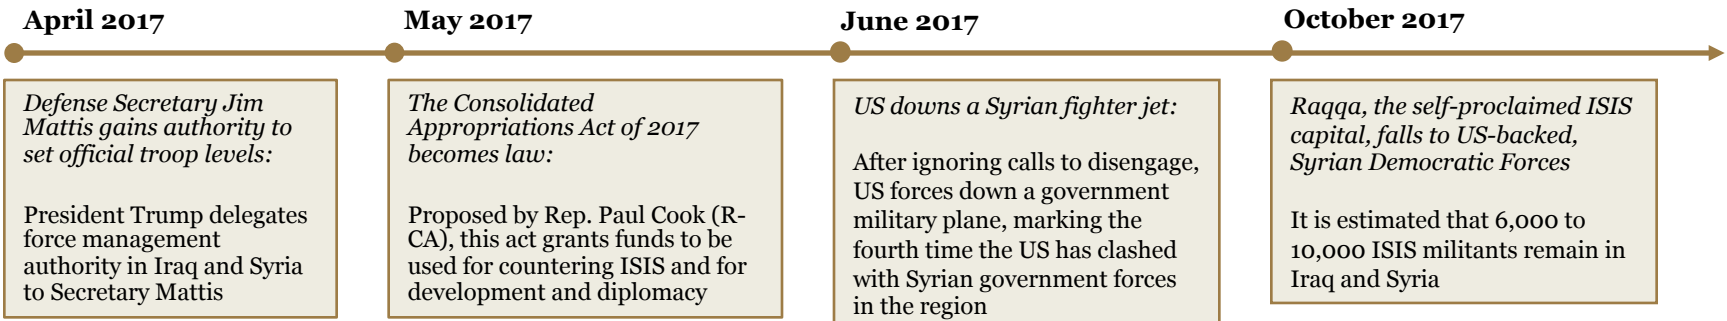 April 2017
May 2017
June 2017
October 2017
Defense Secretary Jim
Mattis gains authority to
set official troop levels:
President Trump delegates
force management
authority in Iraq and Syria
to Secretary Mattis
The Consolidated
Appropriations Act of 2017
becomes law:
Proposed by Rep. Paul Cook (R-
CA), this act grants funds to be
used for countering ISIS and for
development and diplomacy
US downs a Syrian fighter jet:
After ignoring calls to disengage,
US forces down a government
military plane, marking the
fourth time the US has clashed
with Syrian government forces
in the region
Raqqa, the self-proclaimed ISIS
capital, falls to US-backed,
Syrian Democratic Forces
It is estimated that 6,000 to
10,000 ISIS militants remain in
Iraq and Syria